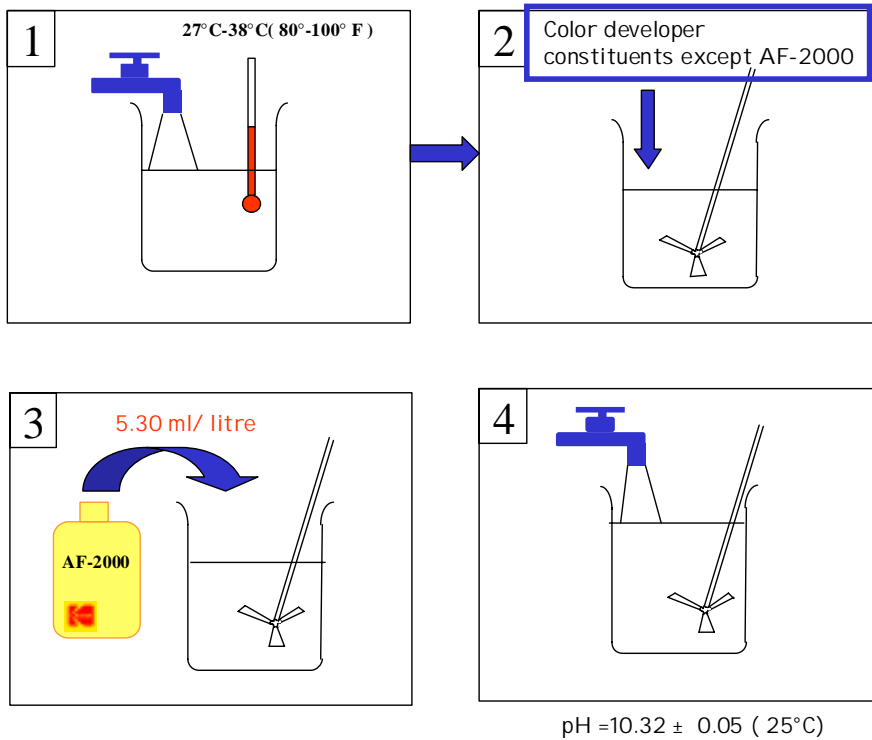 1
27°C-38°C( 80°-100° F )
2
Color developer
constituents except AF-2000
3
5.30 ml/ litre
AF-2000
4
pH =10.32 ± 0.05 ( 25°C)